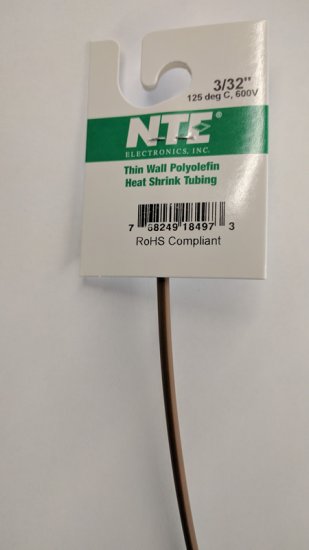 3/32"
125 deg C, 600V
NTE®
ELECTRONICS, INC.
Thin Wall Polyolefin
Heat Shrink Tubing
7 68249 18497 3
RoHS Compliant